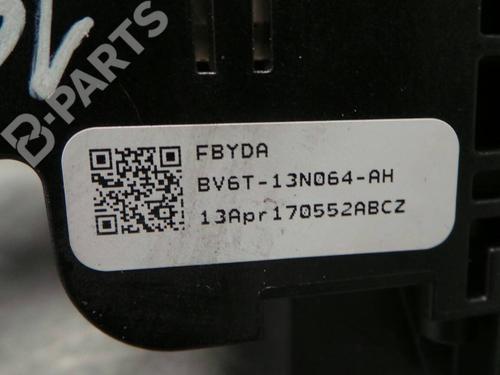 B-PARTS
FBYDA
BV6T-13N064-AH
13Apr170552ABCZ